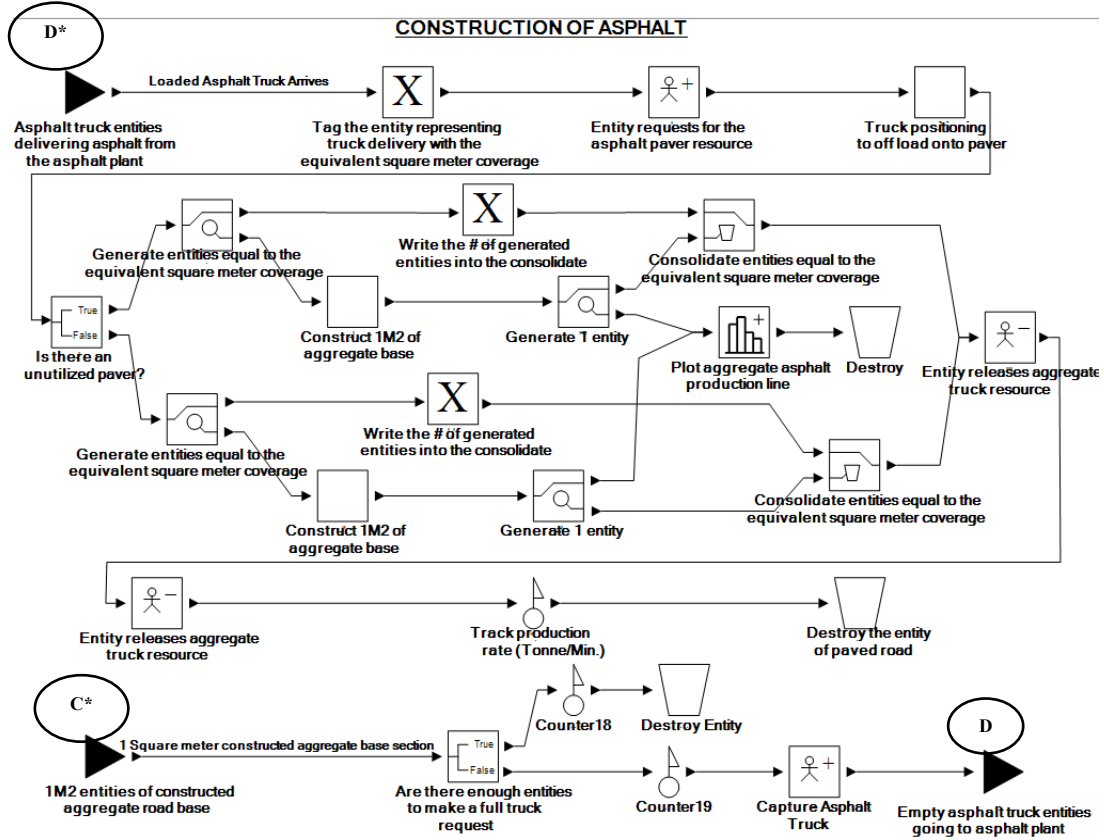 D*
CONSTRUCTION OF ASPHALT
Loaded Asphalt Truck Arrives
X
Asphalt truck entities
delivering asphalt from
the asphalt plant
Tag the entity representing
truck delivery with the
equivalent square meter coverage
Entity requests for the
asphalt paver resource
Truck positioning
to off load onto paver
X
Generate entities equal to the
equivalent square meter coverage
Write the # of generated
entities into the consolidate
Consolidate entities equal to the
equivalent square meter coverage
True
False
Is there an
unutilized paver?
Construct 1M2 of
aggregate base
Generate 1 entity
Plot aggregate asphalt
production line
Destroy
Entity releases aggregate
truck resource
X
Generate entities equal to the
equivalent square meter coverage
Write the # of generated
entities into the consolidate
Construct 1M2 of
aggregate base
Generate 1 entity
Consolidate entities equal to the
equivalent square meter coverage
Entity releases aggregate
truck resource
Track production
rate (Tonne/Min.)
Destroy the entity
of paved road
C*
1 Square meter constructed aggregate base section
1M2 entities of constructed
aggregate road base
True
False
Are there enough entities
to make a full truck
request
Counter18
Destroy Entity
Counter19
Capture Asphalt
Truck
D
Empty asphalt truck entities
going to asphalt plant